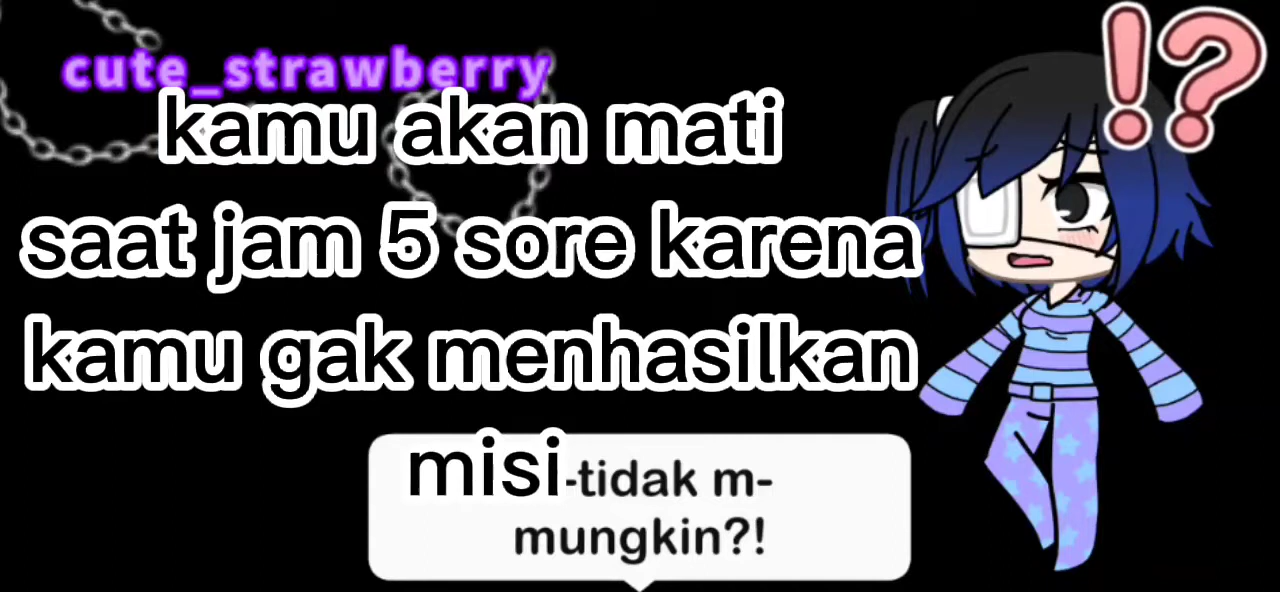 cute_strawberry
kamu akan mati
saat jam 5 sore karena
kamu gak menhasilkan
misi
-tidak m-
mungkin?!
!?